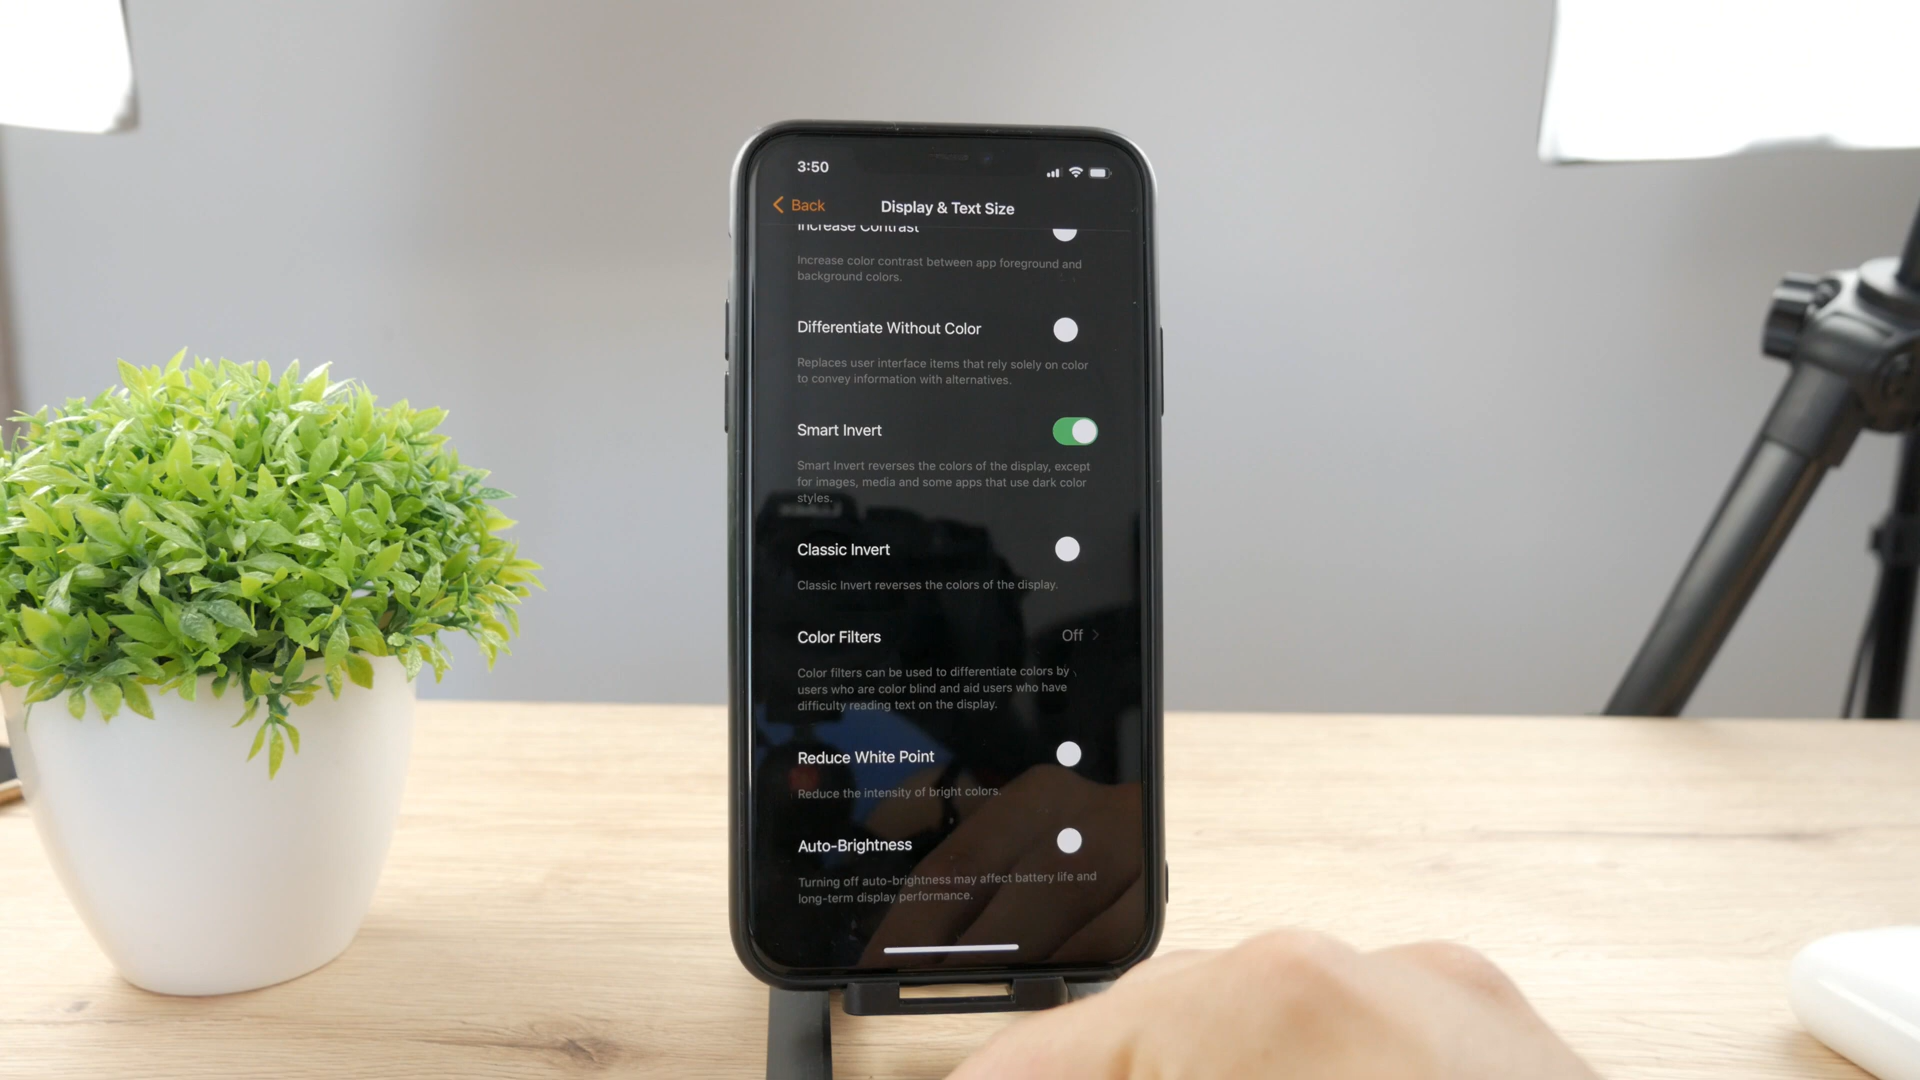 3:50
Back
Display & Text Size
Increase Contrast
Increase color contrast between app foreground and
background colors.
Differentiate Without Color
Replaces user interface items that rely solely on color
to convey information with alternatives.
Smart Invert
Smart Invert reverses the colors of the display, except
for images, media and some apps that use dark color
styles.
Classic Invert
Classic Invert reverses the colors of the display.
Color Filters
Off
Color filters can be used to differentiate colors by
users who are color blind and aid users who have
difficulty reading text on the display.
Reduce White Point
Reduce the intensity of bright colors.
Auto-Brightness
Turning off auto-brightness may affect battery life and
long-term display performance.